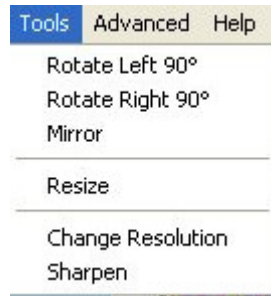 Tools Advanced Help
Rotate Left 90°
Rotate Right 90°
Mirror
Resize
Change Resolution
Sharpen